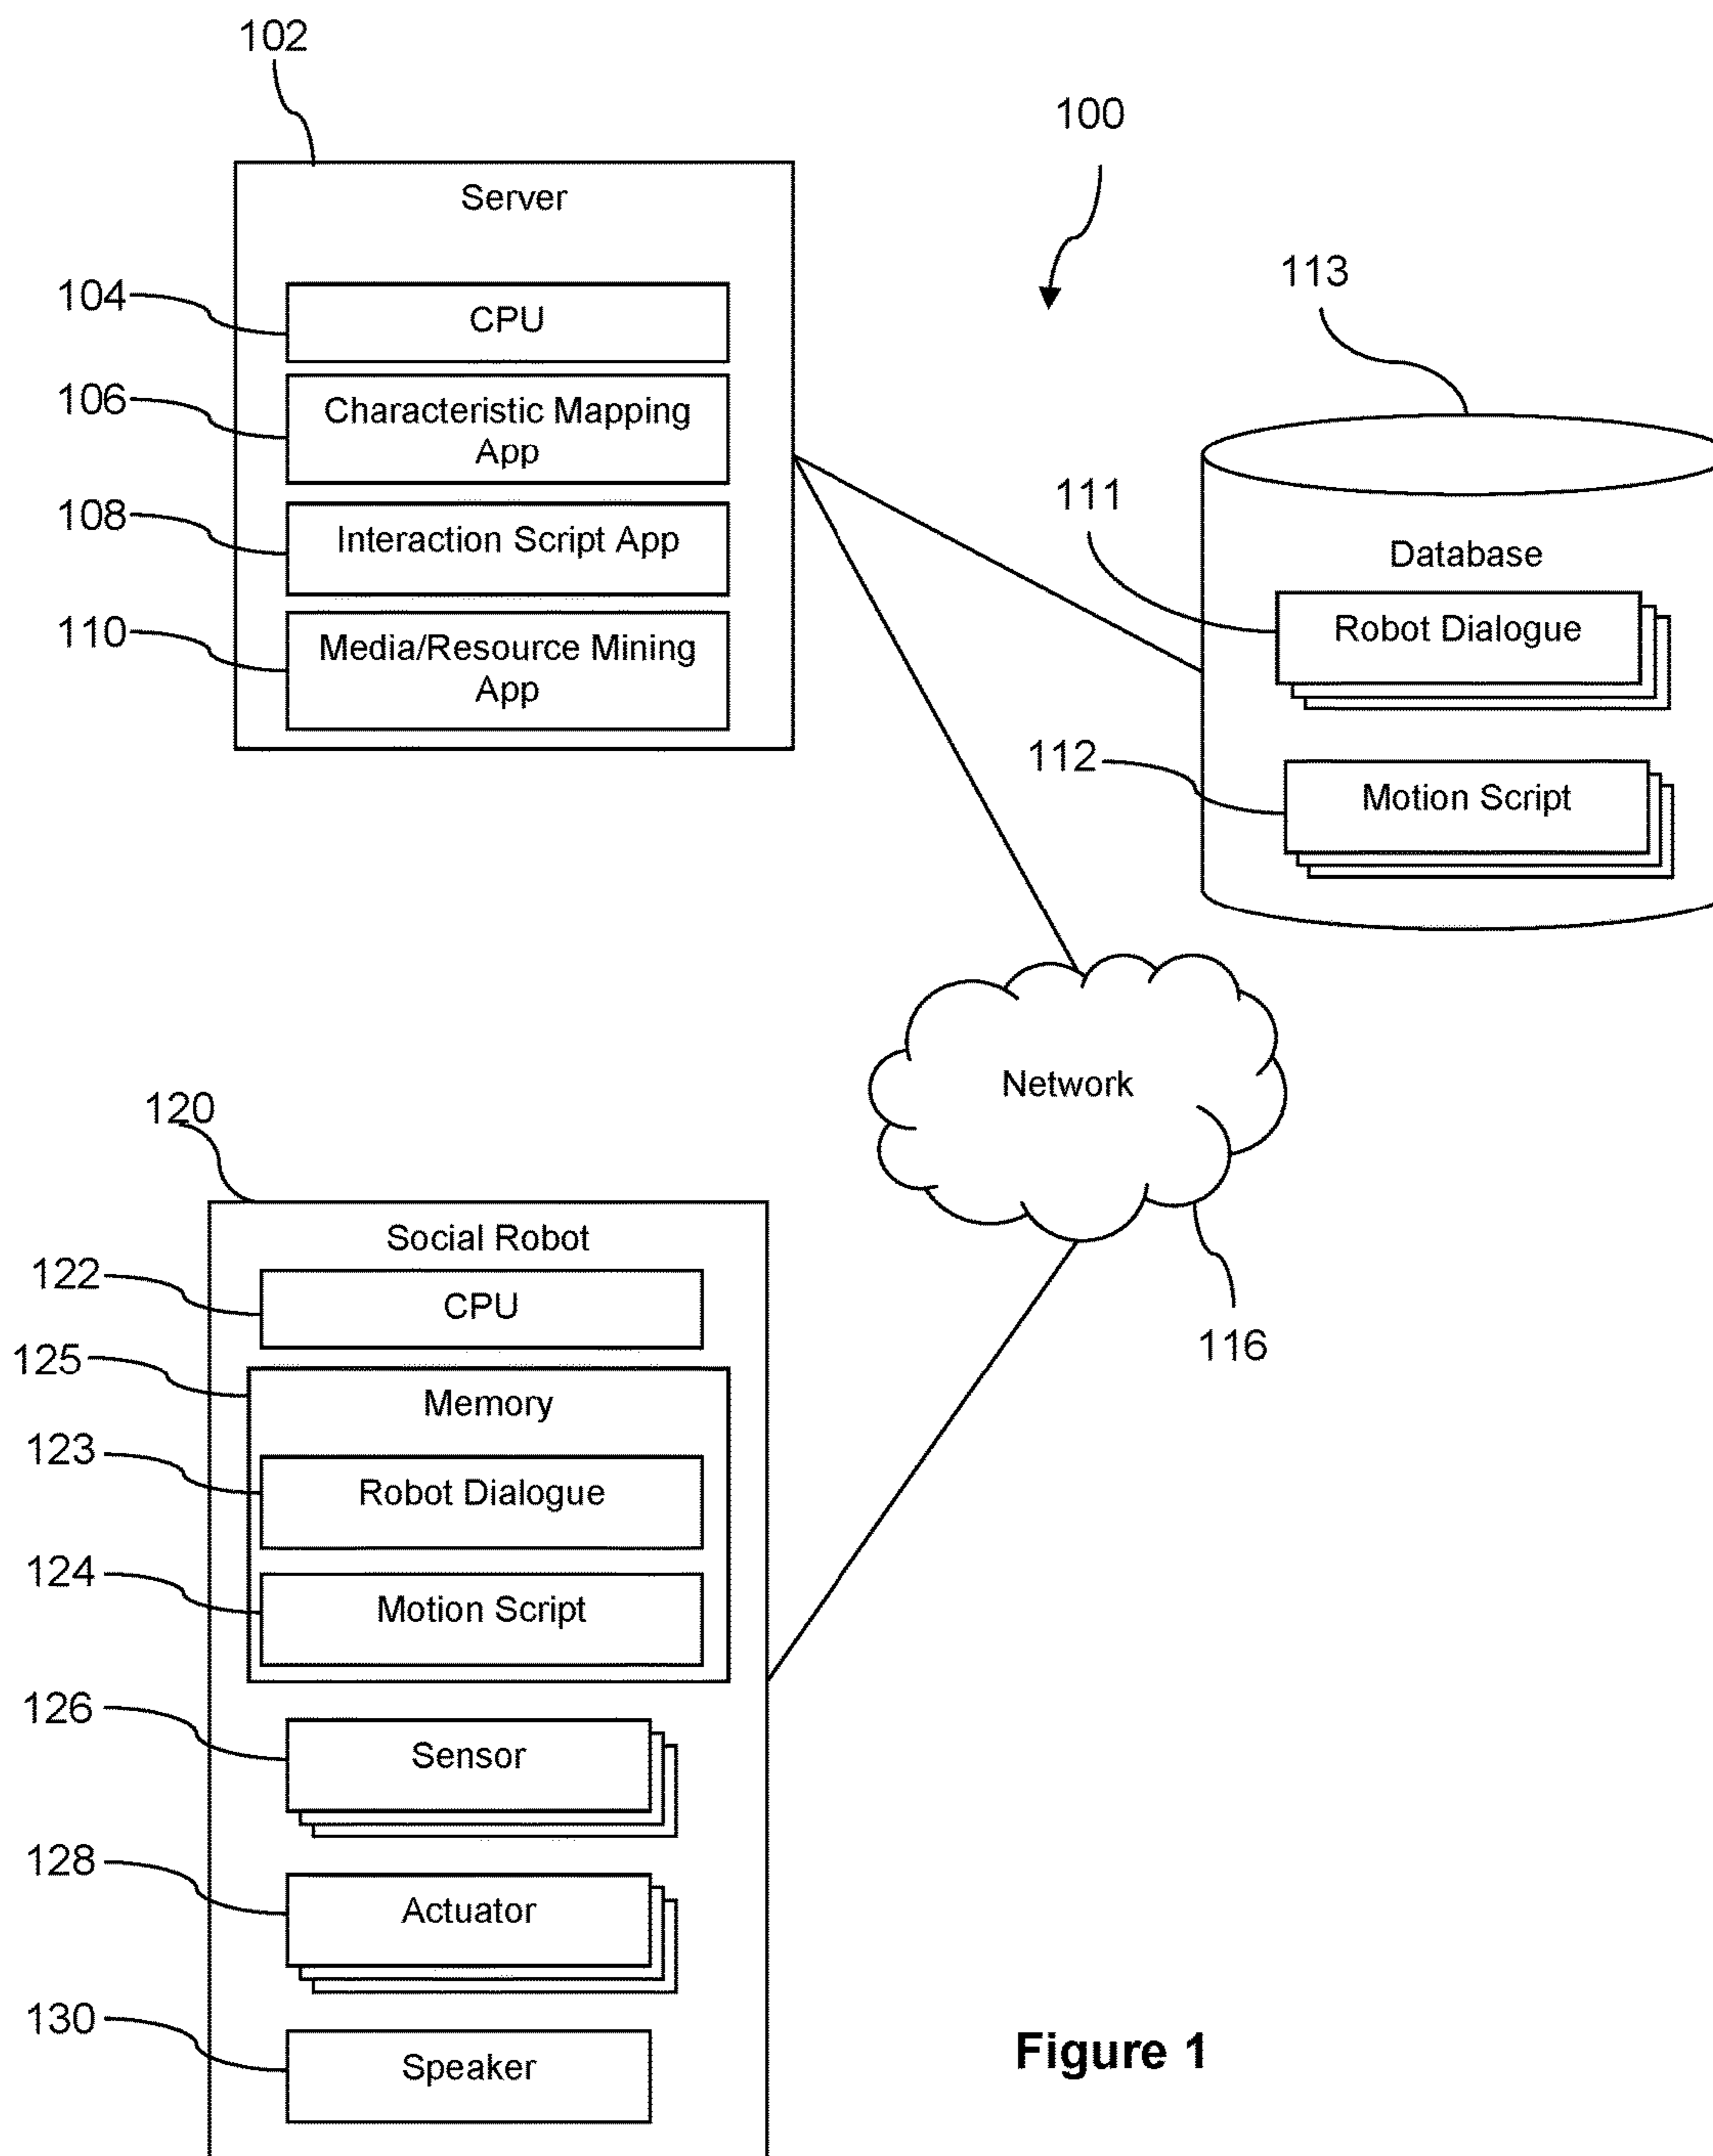 102
100
Server
113
104
CPU
106
Characteristic Mapping
App
111
108
Interaction Script App
Database
110
Media/Resource Mining
App
Robot Dialogue
112
Motion Script
Network
120
Social Robot
122
CPU
116
125
Memory
123
Robot Dialogue
124
Motion Script
126
Sensor
128
Actuator
130
Speaker
Figure 1